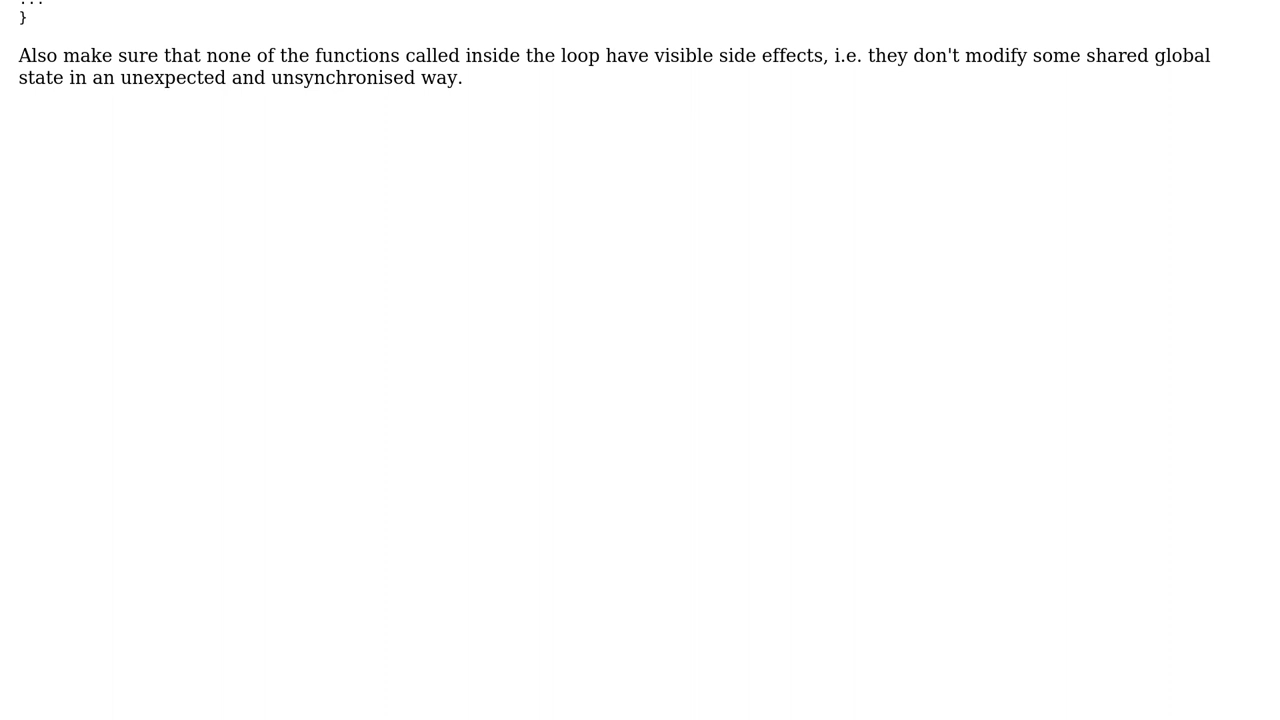 ...
}
Also make sure that none of the functions called inside the loop have visible side effects, i.e. they don't modify some shared global
state in an unexpected and unsynchronised way.